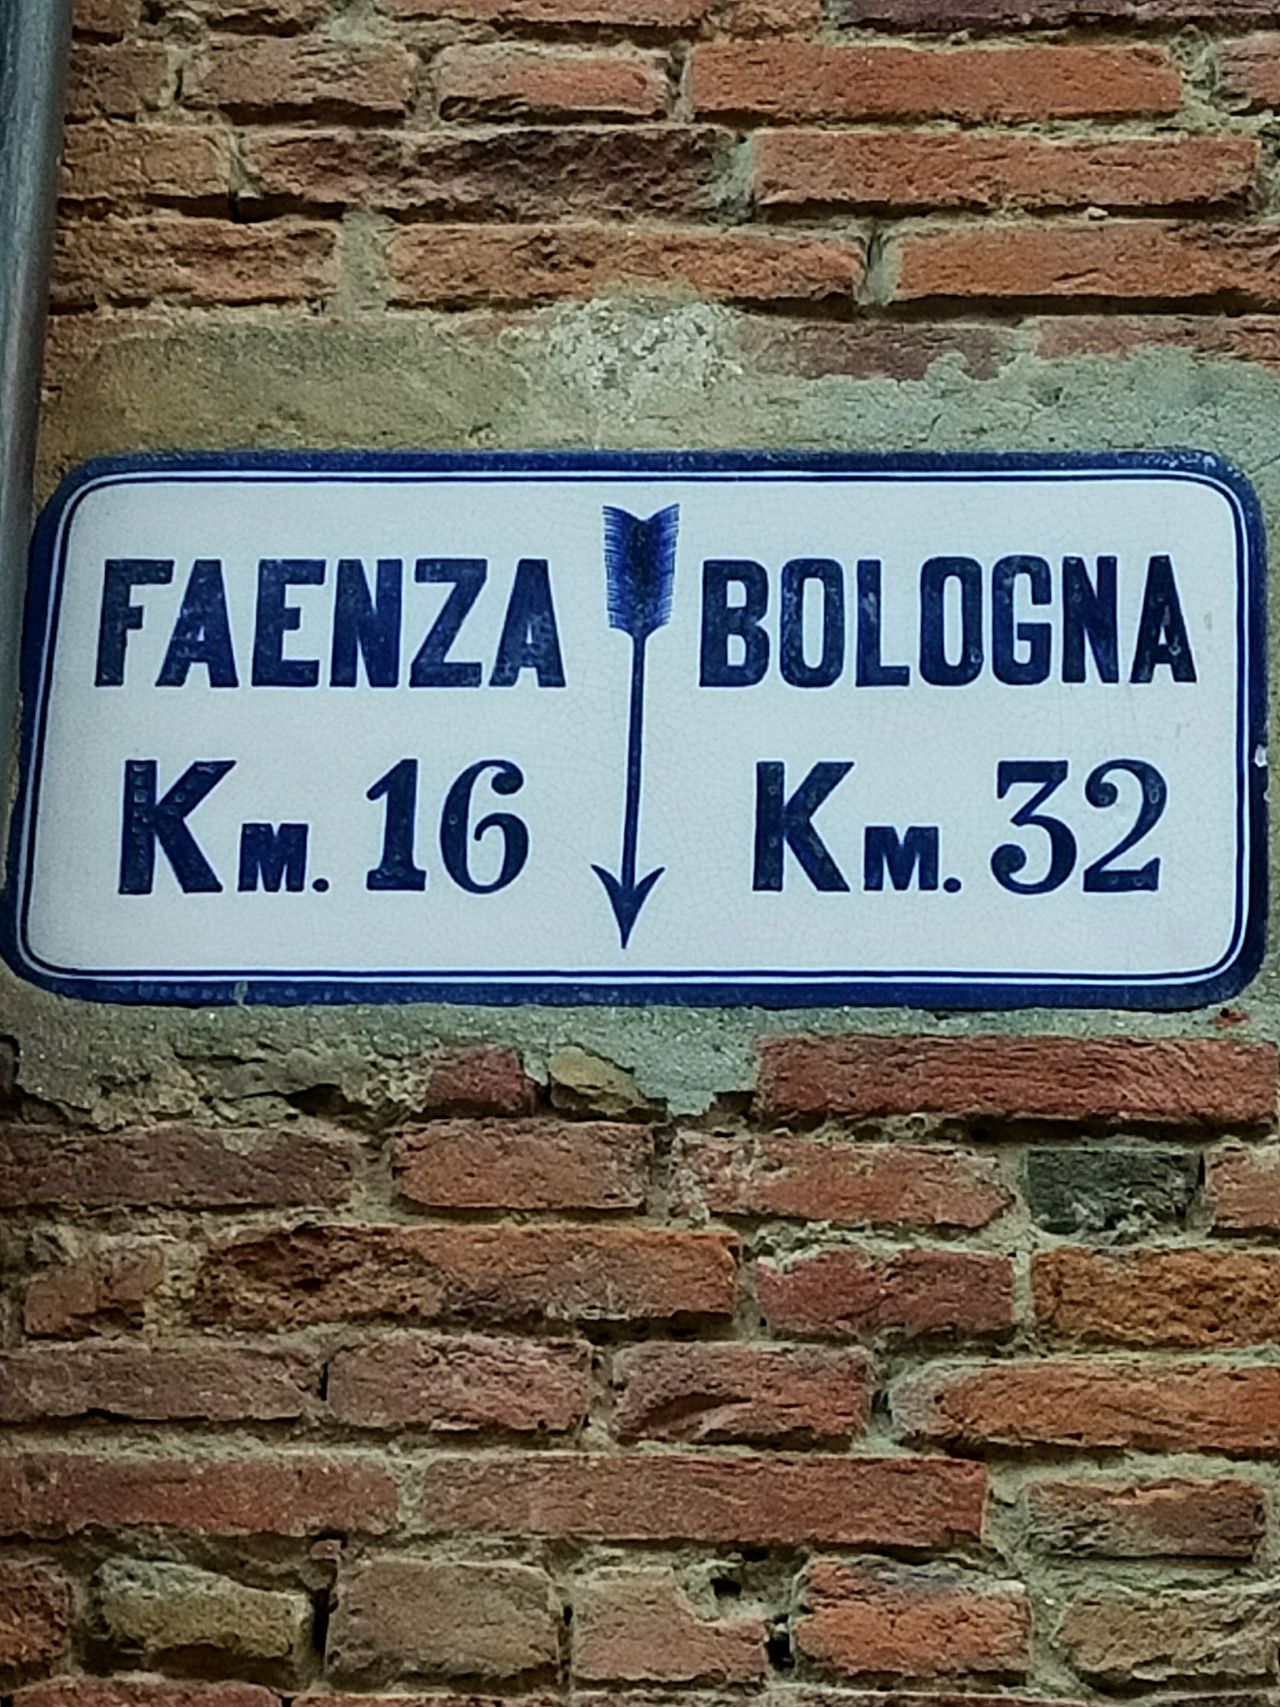 FAENZA
KM. 16
BOLOGNA
KM. 32